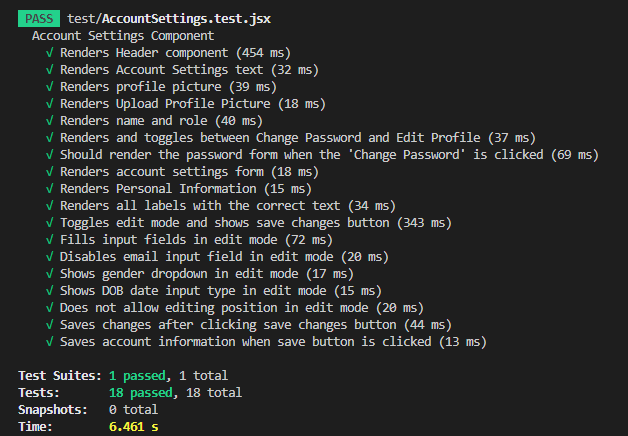 PASS test/AccountSettings.test.jsx
Account Settings Component
√ Renders Header component (454 ms)
√ Renders Account Settings text (32 ms)
√ Renders profile picture (39 ms)
√ Renders Upload Profile Picture (18 ms)
√ Renders name and role (40 ms)
√ Renders and toggles between Change Password and Edit Profile (37 ms)
√ Should render the password form when the 'Change Password' is clicked (69 ms)
√ Renders account settings form (18 ms)
√ Renders Personal Information (15 ms)
√ Renders all labels with the correct text (34 ms)
√ Toggles edit mode and shows save changes button (343 ms)
√ Fills input fields in edit mode (72 ms)
√ Disables email input field in edit mode (20 ms)
√ Shows gender dropdown in edit mode (17 ms)
√ Shows DOB date input type in edit mode (15 ms)
√ Does not allow editing position in edit mode (20 ms)
√ Saves changes after clicking save changes button (44 ms)
√ Saves account information when save button is clicked (13 ms)
Test Suites: 1 passed, 1 total
Tests: 18 passed, 18 total
Snapshots: 0 total
Time: 6.461 s